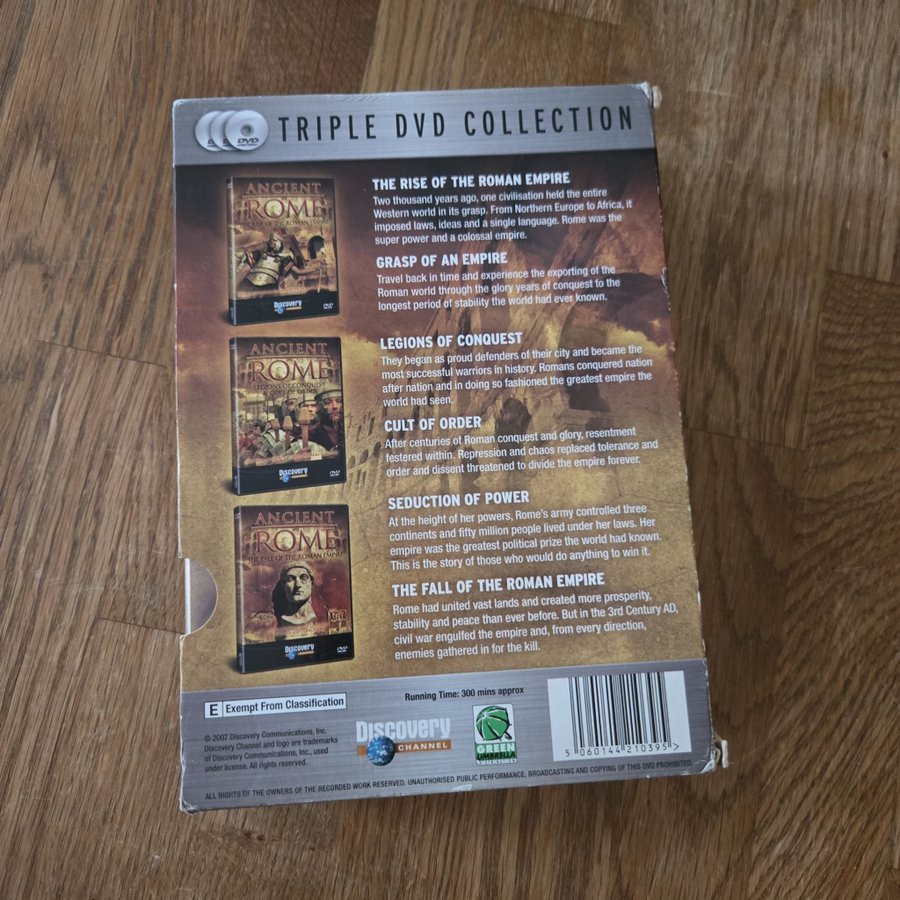 TRIPLE DVD COLLECTION
DVD
ANCIENT
ROME
THE RISE OF THE ROMAN EMPIRE
Discovery
CHANNEL
DVD
THE RISE OF THE ROMAN EMPIRE
Two thousand years ago, one civilisation held the entire
Western world in its grasp. From Northern Europe to Africa, it
imposed laws, ideas and a single language. Rome was the
super power and a colossal empire.
GRASP OF AN EMPIRE
Travel back in time and experience the exporting of the
Roman world through the glory years of conquest to the
longest period of stability the world had ever known.
ANCIENT
ROME
LEGIONS OF CONQUEST
& CULT OF ORDER
Discovery
CHANNEL
DVD
LEGIONS OF CONQUEST
They began as proud defenders of their city and became the
most successful warriors in history. Romans conquered nation
after nation and in doing so fashioned the greatest empire the
world had seen.
CULT OF ORDER
After centuries of Roman conquest and glory, resentment
festered within. Repression and chaos replaced tolerance and
order and dissent threatened to divide the empire forever.
ANCIENT
ROME
THE FALL OF THE ROMAN EMPIRE
Discovery
CHANNEL
DVD
SEDUCTION OF POWER
At the height of her powers, Rome's army controlled three
continents and fifty million people lived under her laws. Her
empire was the greatest political prize the world had known.
This is the story of those who would do anything to win it.
THE FALL OF THE ROMAN EMPIRE
Rome had united vast lands and created more prosperity,
stability and peace than ever before. But in the 3rd Century AD,
civil war engulfed the empire and, from every direction,
enemies gathered in for the kill.
E Exempt From Classification
Running Time: 300 mins approx
© 2007 Discovery Communications, Inc.
Discovery Channel and logo are trademarks
of Discovery Communications, Inc., used
under license. All rights reserved.
Discovery
CHANNEL
GREEN
UMBRELLA
DISTRIBUTION
5 060144 210395 >
ALL RIGHTS OF THE OWNERS OF THE RECORDED WORK RESERVED. UNAUTHORISED PUBLIC PERFORMANCE, BROADCASTING AND COPYING OF THIS DVD PROHIBITED.